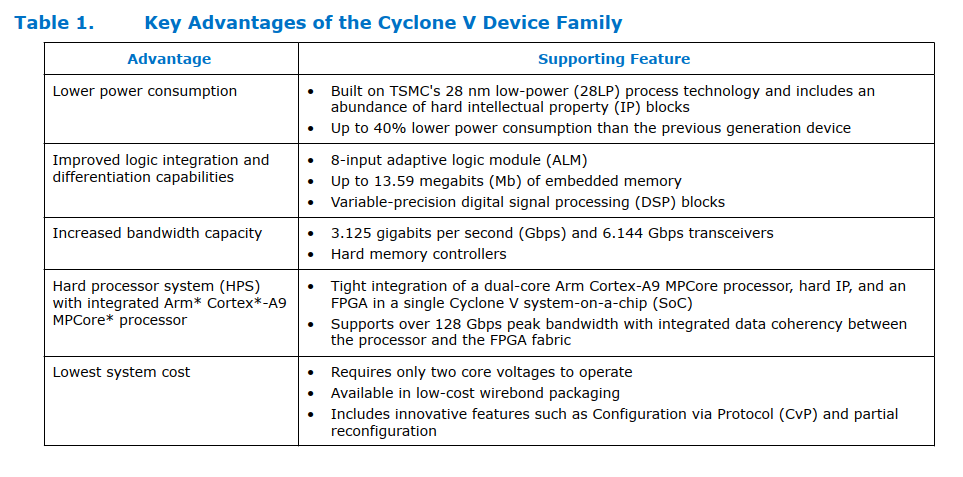 Table 1. Key Advantages of the Cyclone V Device Family
Advantage Supporting Feature
Lower power consumption
• Built on TSMC's 28 nm low-power (28LP) process technology and includes an
abundance of hard intellectual property (IP) blocks
• Up to 40% lower power consumption than the previous generation device
Improved logic integration and
differentiation capabilities
• 8-input adaptive logic module (ALM)
• Up to 13.59 megabits (Mb) of embedded memory
• Variable-precision digital signal processing (DSP) blocks
Increased bandwidth capacity
• 3.125 gigabits per second (Gbps) and 6.144 Gbps transceivers
• Hard memory controllers
Hard processor system (HPS)
with integrated Arm* Cortex*-A9
MPCore* processor
• Tight integration of a dual-core Arm Cortex-A9 MPCore processor, hard IP, and an
FPGA in a single Cyclone V system-on-a-chip (SoC)
• Supports over 128 Gbps peak bandwidth with integrated data coherency between
the processor and the FPGA fabric
Lowest system cost
• Requires only two core voltages to operate
• Available in low-cost wirebond packaging
• Includes innovative features such as Configuration via Protocol (CvP) and partial
reconfiguration